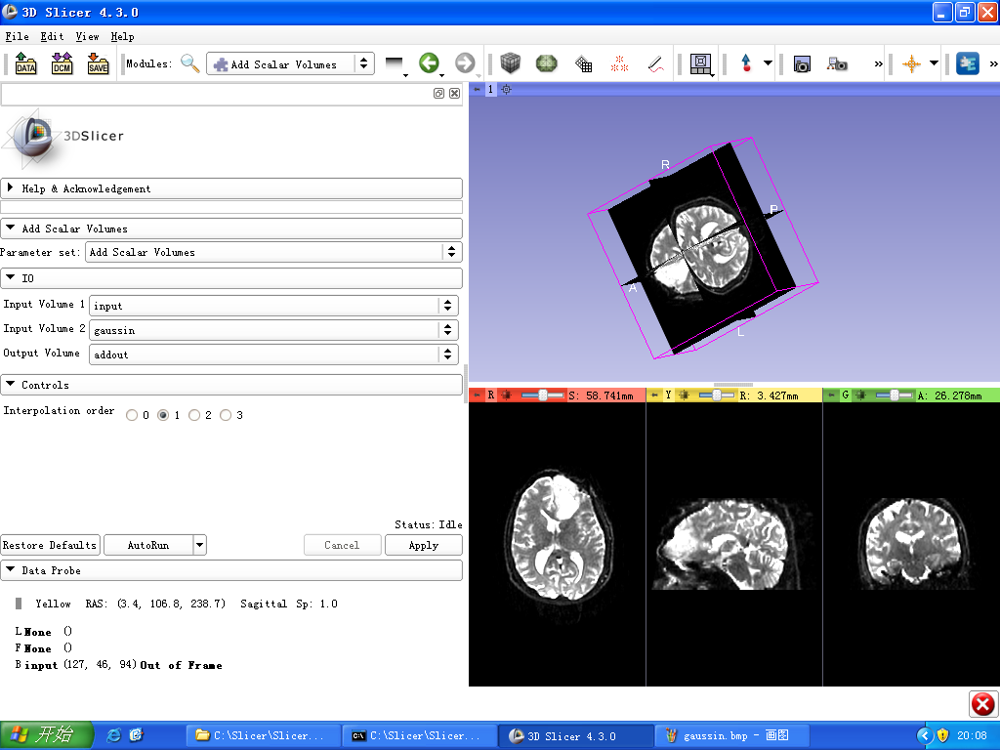 3D Slicer 4.3.0
File Edit View Help
DATA DCM SAVE Modules: Add Scalar Volumes
1
3DSlicer
Help & Acknowledgement
Add Scalar Volumes
Parameter set: Add Scalar Volumes
IO
Input Volume 1 input
Input Volume 2 gaussin
Output Volume addout
Controls
Interpolation order 0 1 2 3
Status: Idle
Restore Defaults AutoRun Cancel Apply
Data Probe
Yellow RAS: (3.4, 106.8, 238.7) Sagittal Sp: 1.0
L None ()
F None ()
B input (127, 46, 94) Out of Frame
R
P
A
L
R S: 58.741mm
Y R: 3.427mm
G A: 26.278mm
开始 C:\Slicer\Slicer... C:\Slicer\Slicer... 3D Slicer 4.3.0 gaussin.bmp - 画图 20:08